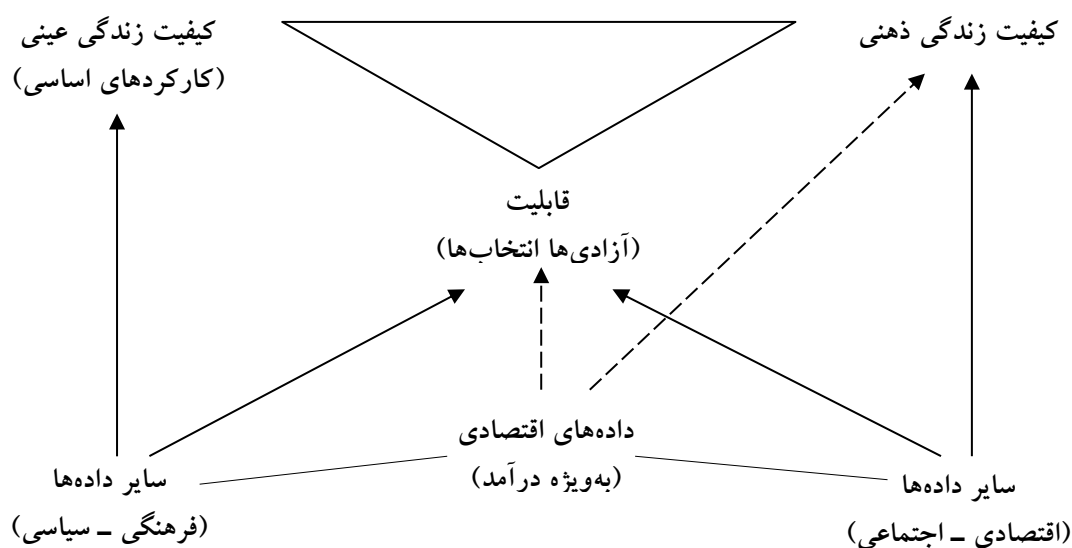 کیفیت زندگی ذهنی
کیفیت زندگی عینی
(کارکردهای اساسی)
قابلیت
(آزادی‌ها انتخاب‌ها)
داده‌های اقتصادی
(به‌ویژه درآمد)
سایر داده‌ها
(اقتصادی ـ اجتماعی)
سایر داده‌ها
(فرهنگی ـ سیاسی)